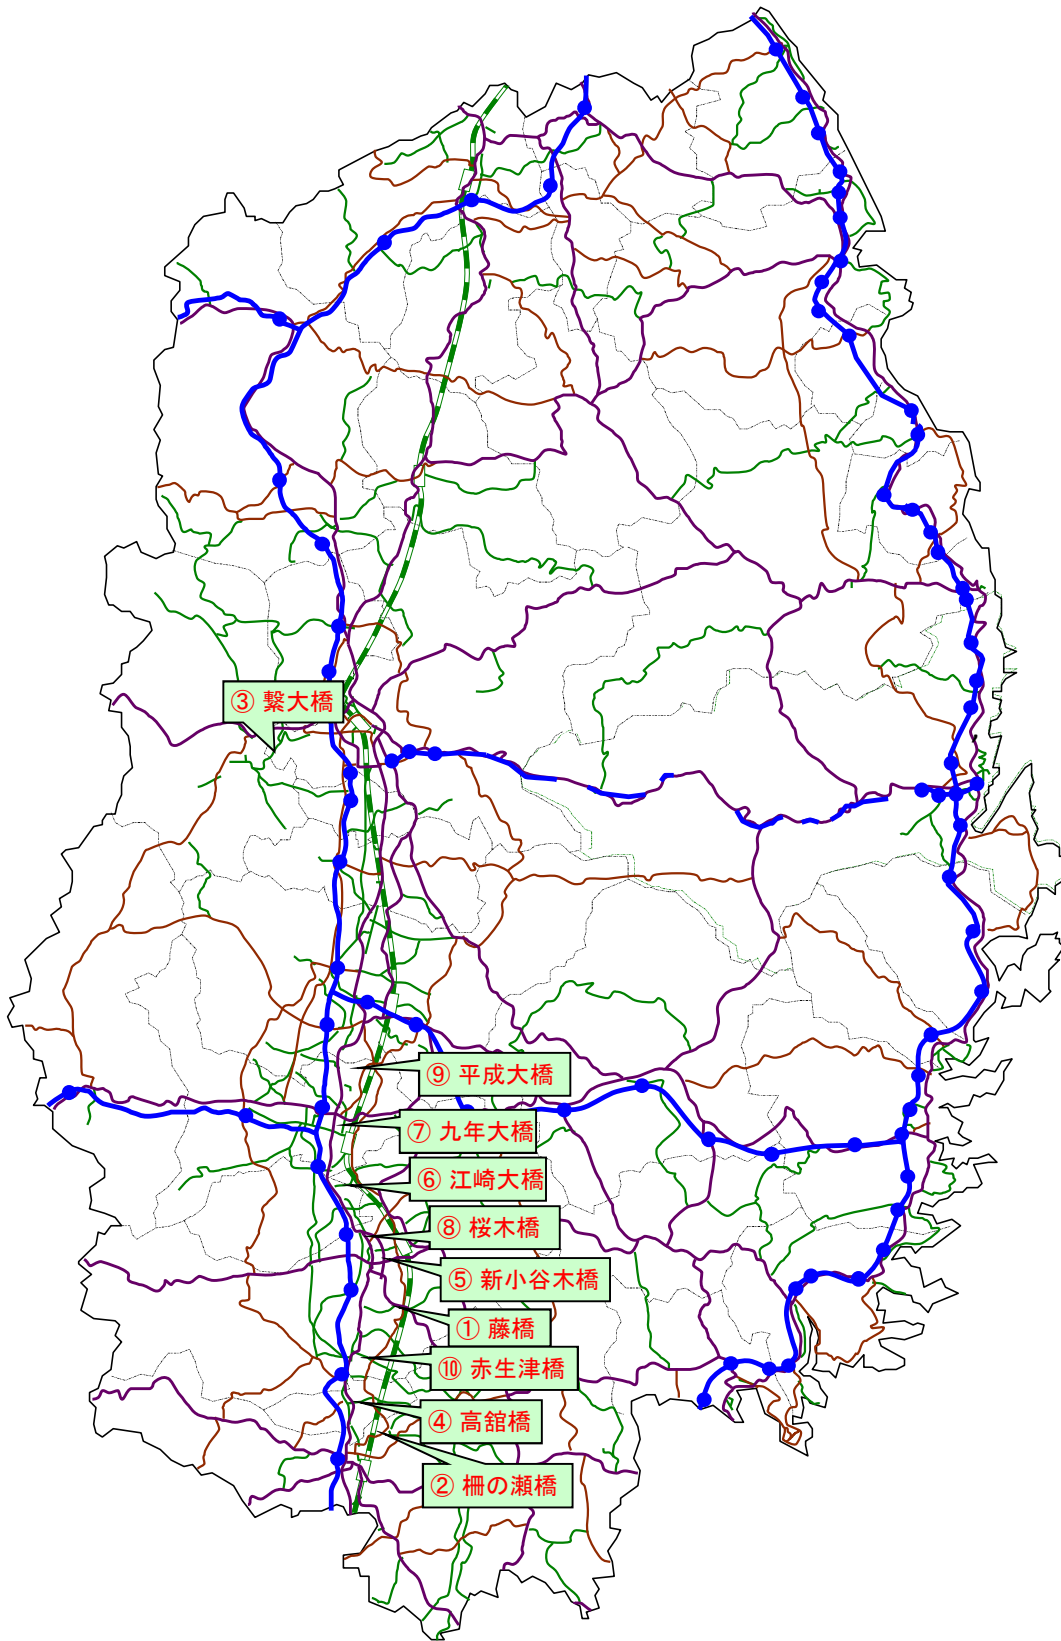 ③ 繋大橋
⑨ 平成大橋
⑦ 九年大橋
⑥ 江崎大橋
⑧ 桜木橋
⑤ 新小谷木橋
① 藤橋
⑩ 赤生津橋
④ 高舘橋
② 柵の瀬橋